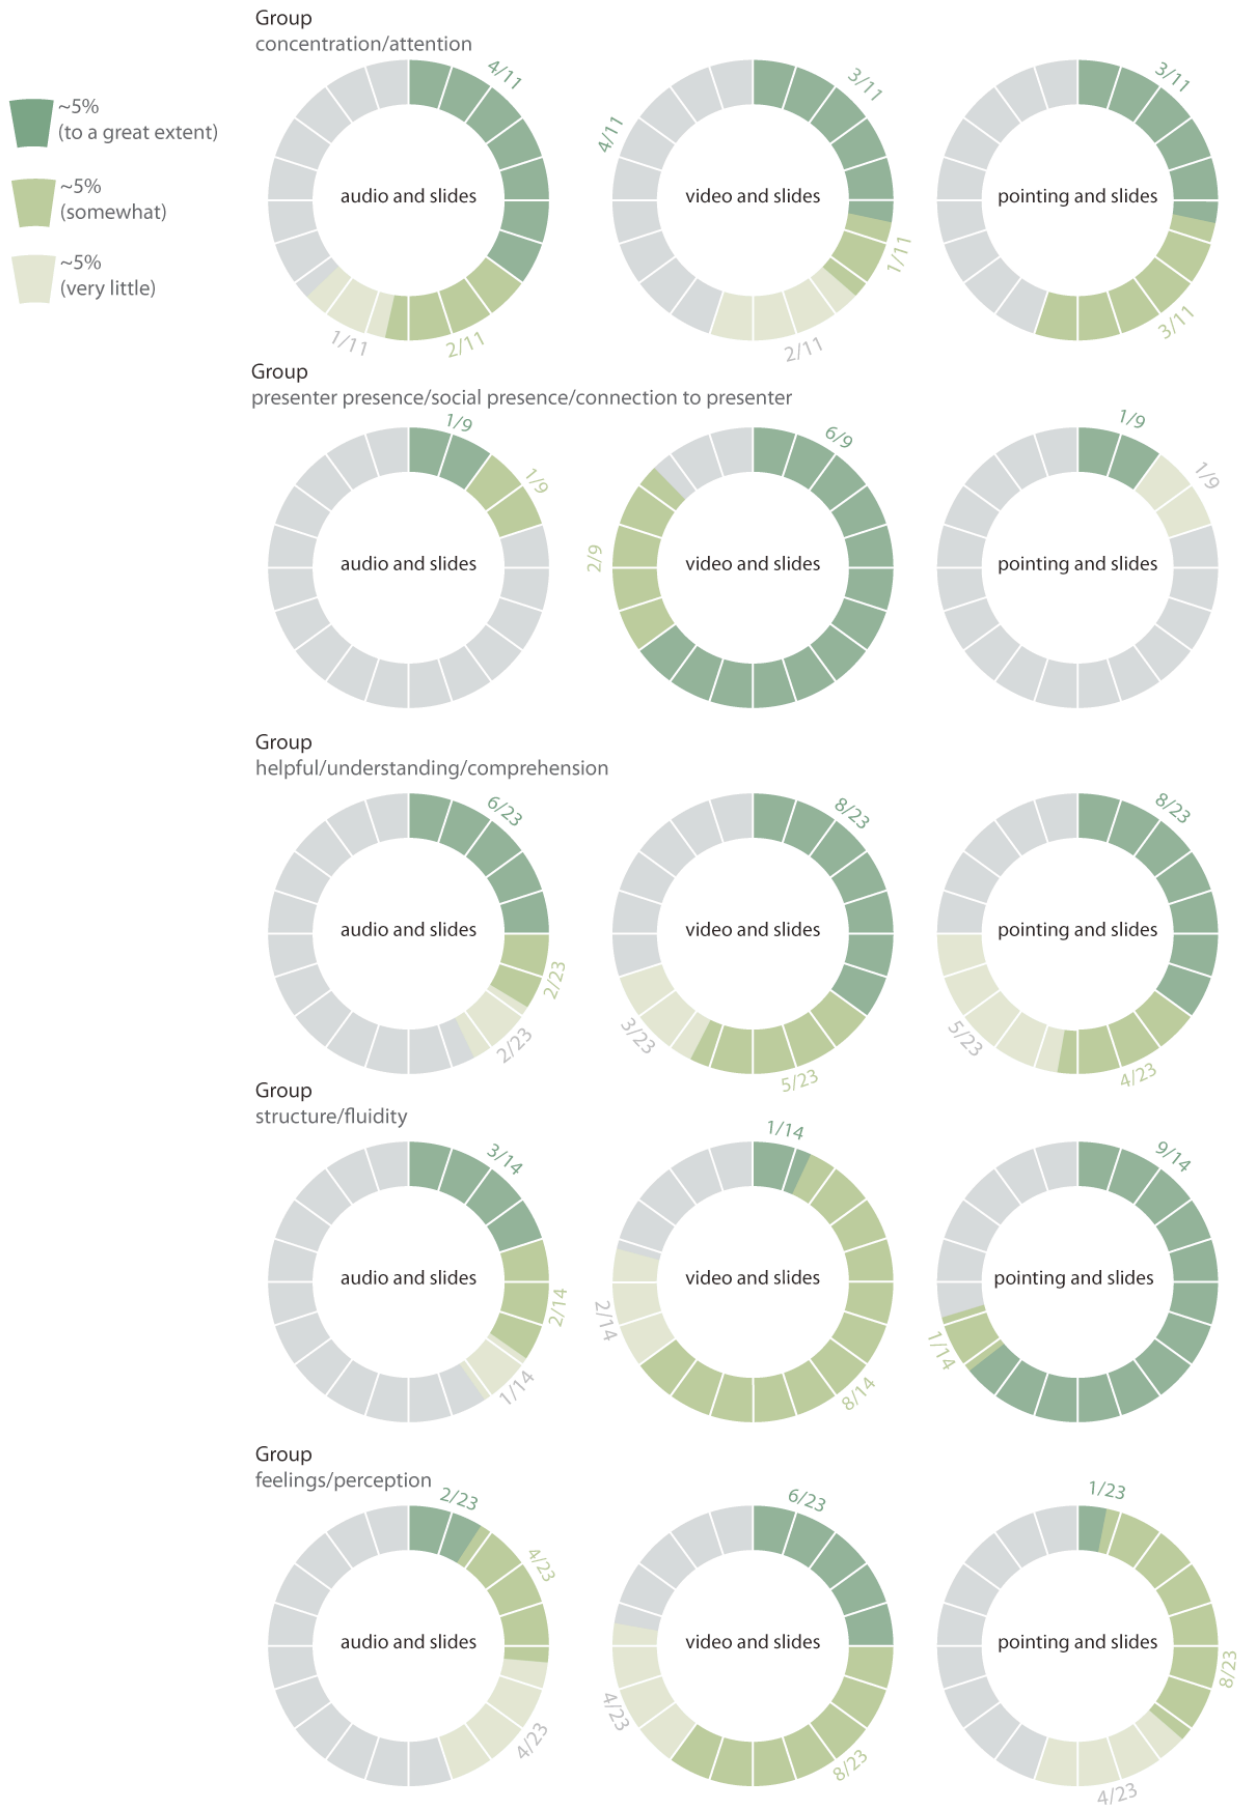 Group
concentration/attention
~5%
(to a great extent)
~5%
(somewhat)
~5%
(very little)
4/11
audio and slides
2/11
1/11
3/11
4/11
video and slides
1/11
2/11
3/11
pointing and slides
3/11
Group
presenter presence/social presence/connection to presenter
1/9
1/9
audio and slides
6/9
2/9
video and slides
1/9
1/9
pointing and slides
Group
helpful/understanding/comprehension
6/23
audio and slides
2/23
2/23
8/23
video and slides
5/23
3/23
8/23
pointing and slides
4/23
5/23
Group
structure/fluidity
3/14
audio and slides
2/14
1/14
1/14
video and slides
8/14
2/14
9/14
pointing and slides
1/14
Group
feelings/perception
2/23
4/23
audio and slides
4/23
6/23
video and slides
8/23
4/23
1/23
pointing and slides
8/23
4/23